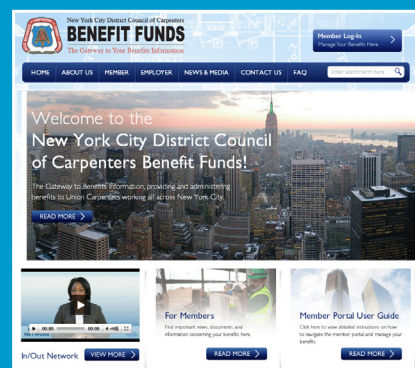 New York City District Council of Carpenters
BENEFIT FUNDS
The Gateway to Your Benefits Information
Member Log-In
Manage Your Benefits Here
HOME ABOUT US MEMBER EMPLOYER NEWS & MEDIA CONTACT US FAQ
Enter search term here
Welcome to the
New York City District Council
of Carpenters Benefit Funds!
The Gateway to Benefits Information, providing and administering
benefits to Union Carpenters working all across New York City.
READ MORE
00:00 00:00
In/Out Network VIEW MORE
For Members
Find important news, documents, and
information concerning your benefits here.
READ MORE
Member Portal User Guide
Click here to view detailed instructions on how
to navigate the member portal and manage your
benefits.
READ MORE